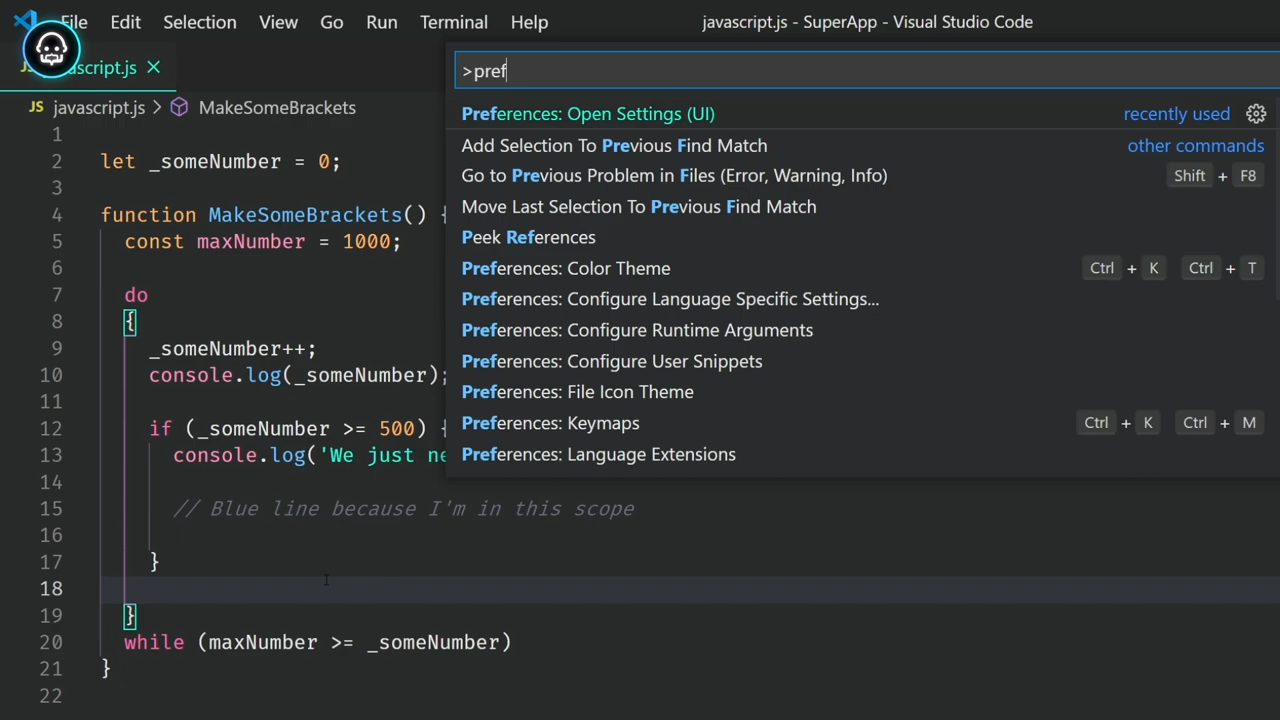 File Edit Selection View Go Run Terminal Help javascript.js - SuperApp - Visual Studio Code
javascript.js
>pref
JS javascript.js > MakeSomeBrackets
Preferences: Open Settings (UI) recently used
Add Selection To Previous Find Match other commands
Go to Previous Problem in Files (Error, Warning, Info) Shift + F8
Move Last Selection To Previous Find Match
Peek References
Preferences: Color Theme Ctrl + K Ctrl + T
Preferences: Configure Language Specific Settings...
Preferences: Configure Runtime Arguments
Preferences: Configure User Snippets
Preferences: File Icon Theme
Preferences: Keymaps Ctrl + K Ctrl + M
Preferences: Language Extensions
1
2 let _someNumber = 0;
3
4 function MakeSomeBrackets() {
5 const maxNumber = 1000;
6
7 do
8 {
9 _someNumber++;
10 console.log(_someNumber);
11
12 if (_someNumber >= 500) {
13 console.log('We just ne
14
15 // Blue line because I'm in this scope
16
17 }
18
19 }
20 while (maxNumber >= _someNumber)
21 }
22